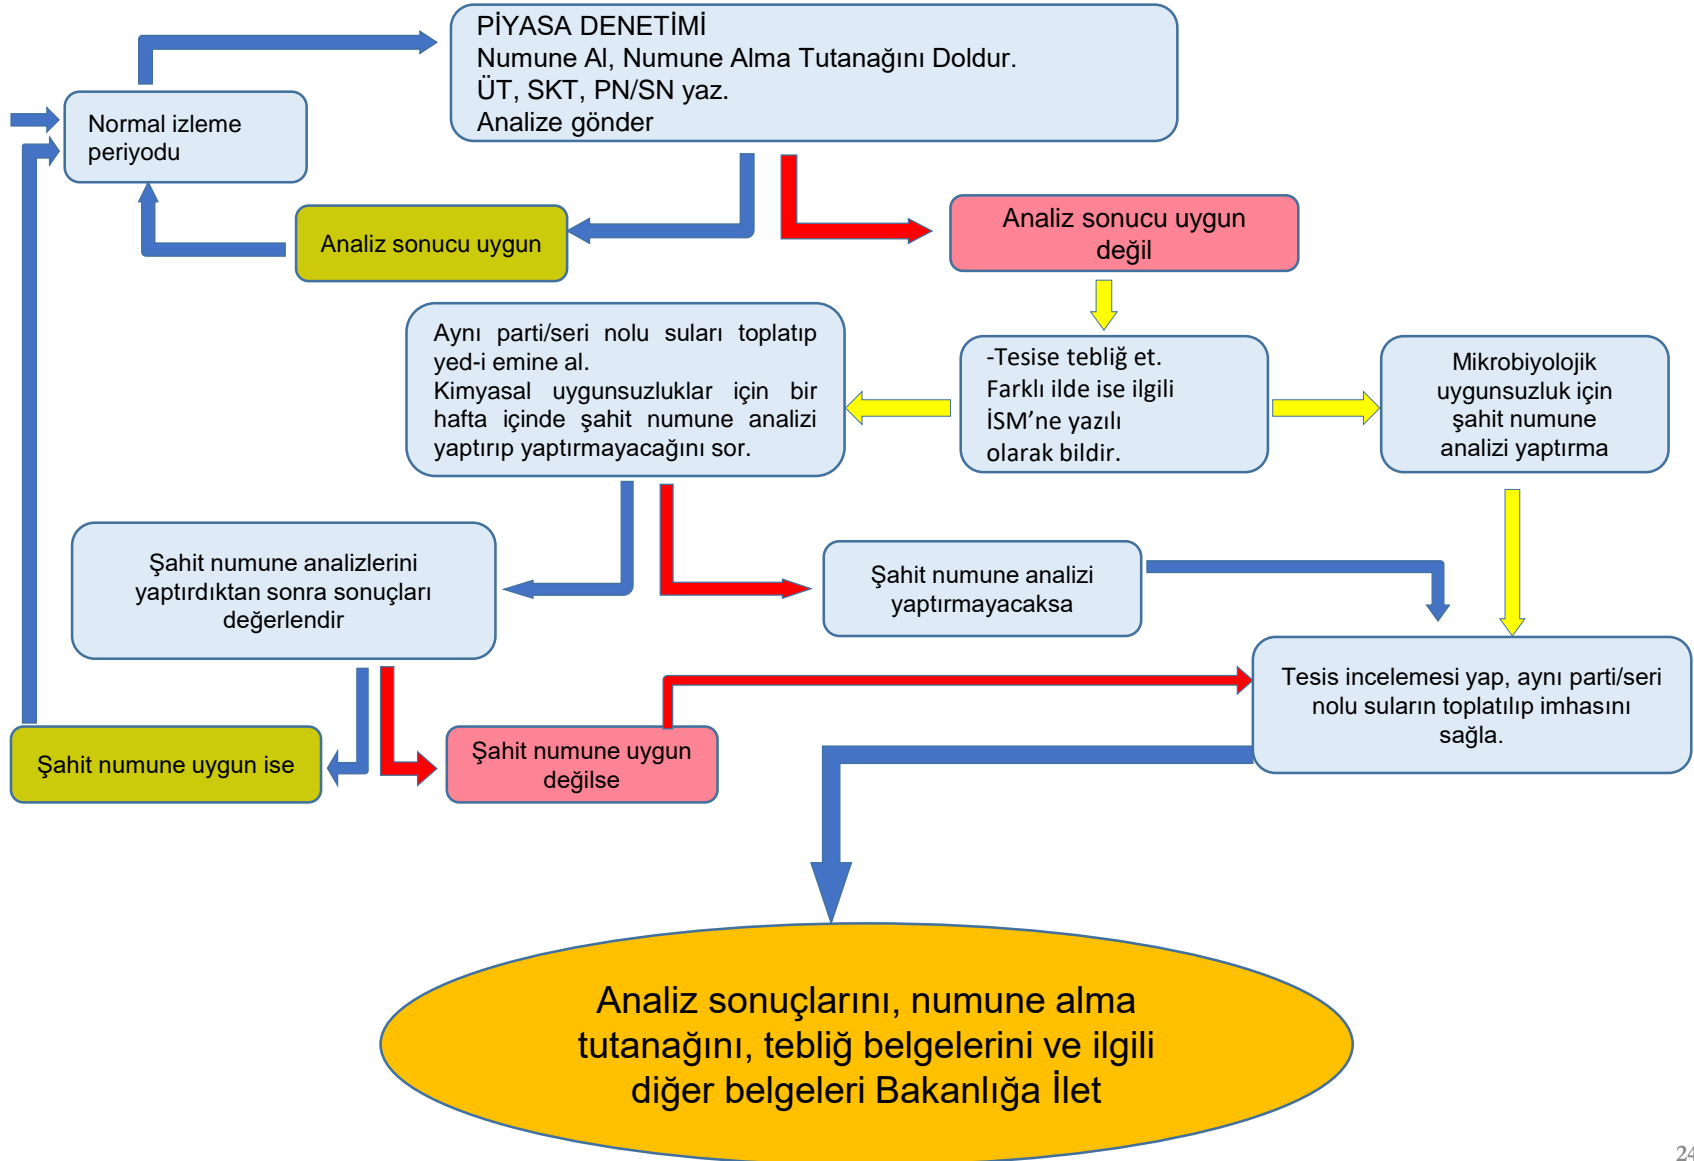 PİYASA DENETİMİ
Numune Al, Numune Alma Tutanağını Doldur.
ÜT, SKT, PN/SN yaz.
Analize gönder
Normal izleme
periyodu
Analiz sonucu uygun
Analiz sonucu uygun
değil
Aynı parti/seri nolu suları toplatıp
yed-i emine al.
Kimyasal uygunsuzluklar için bir
hafta içinde şahit numune analizi
yaptırıp yaptırmayacağını sor.
-Tesise tebliğ et.
Farklı ilde ise ilgili
İSM’ne yazılı
olarak bildir.
Mikrobiyolojik
uygunsuzluk için
şahit numune
analizi yaptırma
Şahit numune analizlerini
yaptırdıktan sonra sonuçları
değerlendir
Şahit numune analizi
yaptırmayacaksa
Tesis incelemesi yap, aynı parti/seri
nolu suların toplatılıp imhasını
sağla.
Şahit numune uygun ise
Şahit numune uygun
değilse
Analiz sonuçlarını, numune alma
tutanağını, tebliğ belgelerini ve ilgili
diğer belgeleri Bakanlığa İlet
24